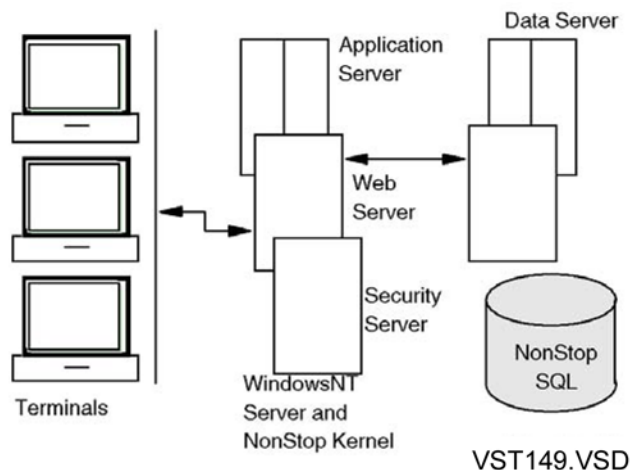 Data Server
Application
Server
Web
Server
Security
Server
NonStop
SQL
Terminals
WindowsNT
Server and
NonStop Kernel
VST149.VSD